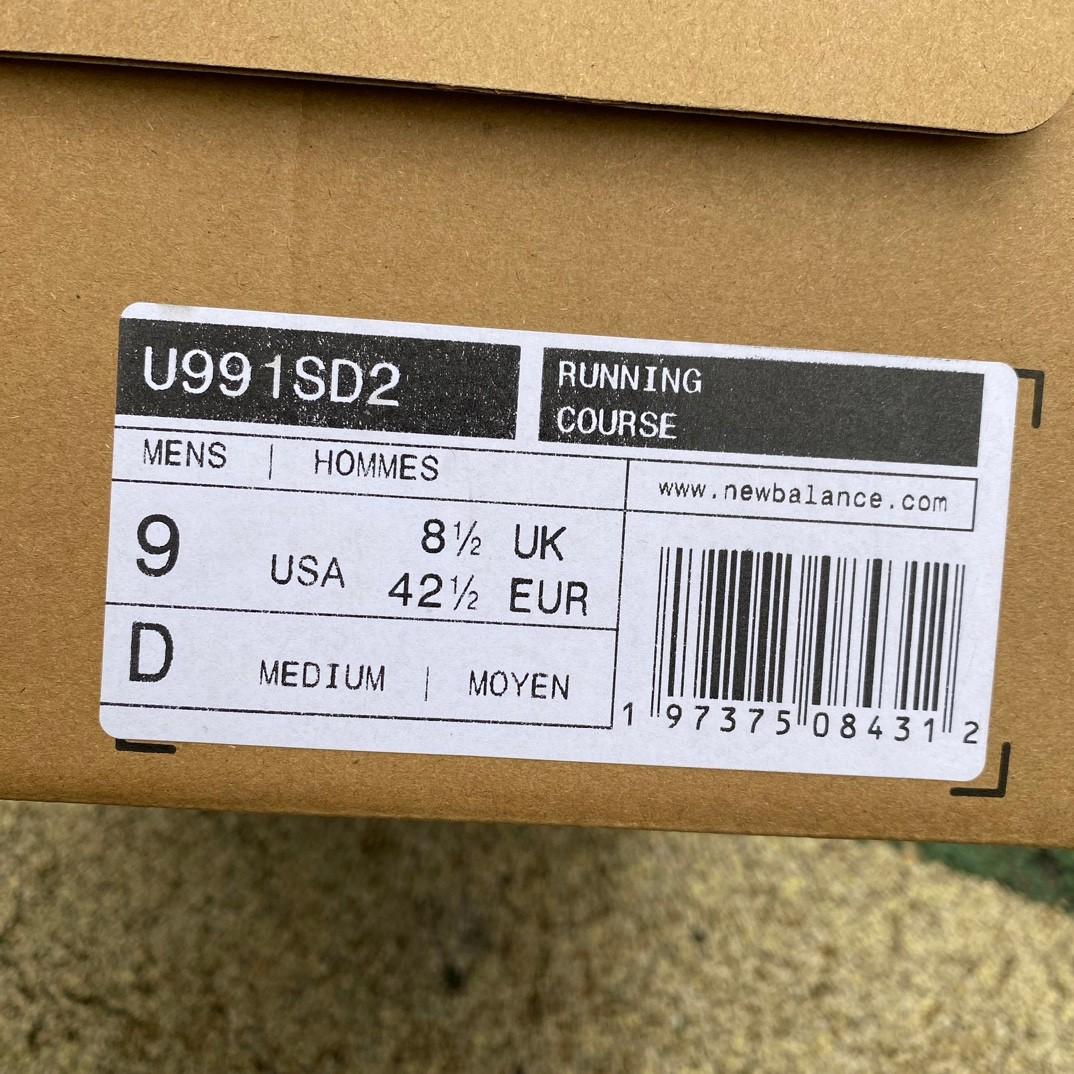 U991SD2
RUNNING
COURSE
MENS | HOMMES
www.newbalance.com
9 USA 8½ UK
42½ EUR
D MEDIUM | MOYEN
1 97375 08431 2